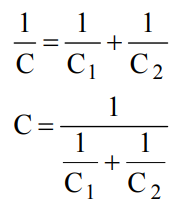 1/C = 1/C₁ + 1/C₂
C = 1/(1/C₁ + 1/C₂)